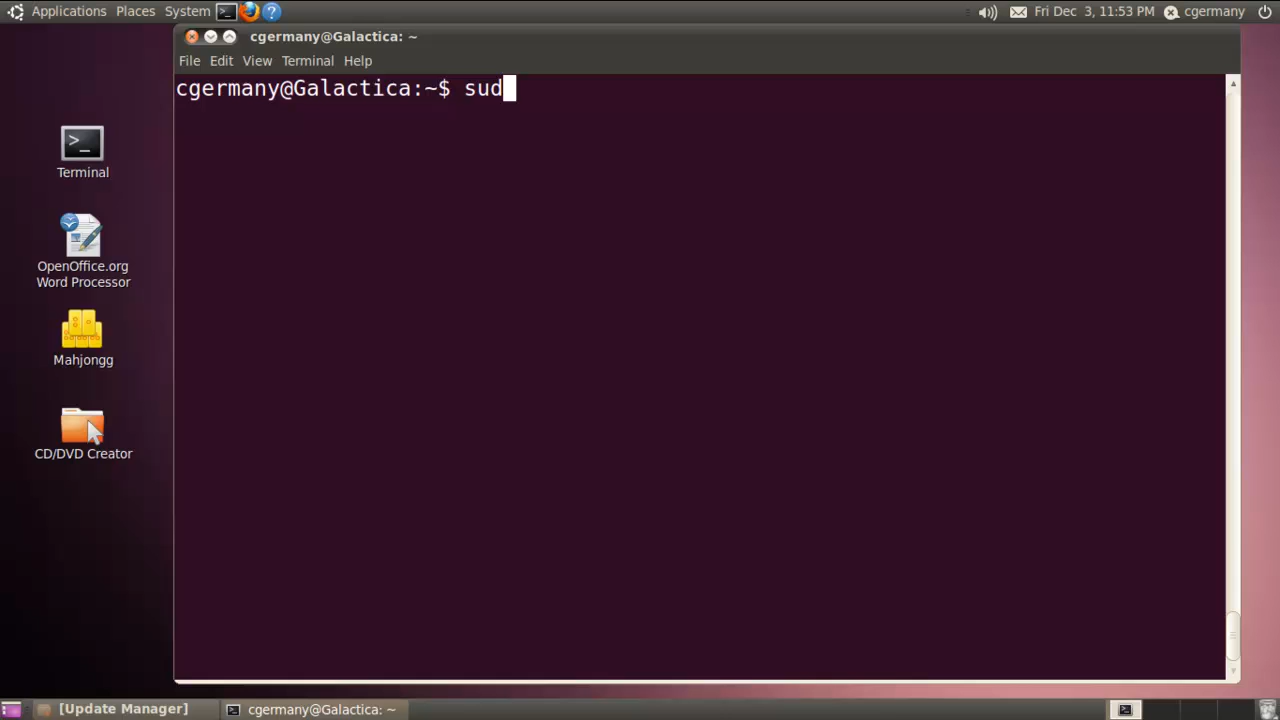 Applications Places System Fri Dec 3, 11:53 PM cgermany
cgermany@Galactica: ~
File Edit View Terminal Help
cgermany@Galactica:~$ sud
Terminal
OpenOffice.org
Word Processor
Mahjongg
CD/DVD Creator
[Update Manager] cgermany@Galactica: ~